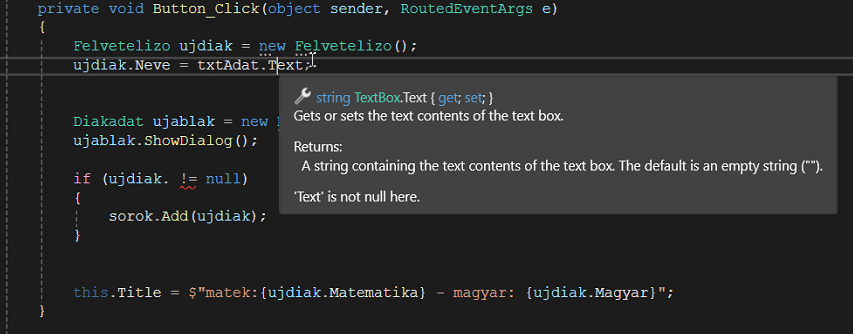 private void Button_Click(object sender, RoutedEventArgs e)
{
Felvetelizo ujdiak = new Felvetelizo();
ujdiak.Neve = txtAdat.Text;
string TextBox.Text { get; set; }
Gets or sets the text contents of the text box.
Returns:
A string containing the text contents of the text box. The default is an empty string ("").
'Text' is not null here.
Diakadat ujablak = new
ujablak.ShowDialog();
if (ujdiak. != null)
{
sorok.Add(ujdiak);
}
this.Title = $"matek:{ujdiak.Matematika} - magyar: {ujdiak.Magyar}";
}